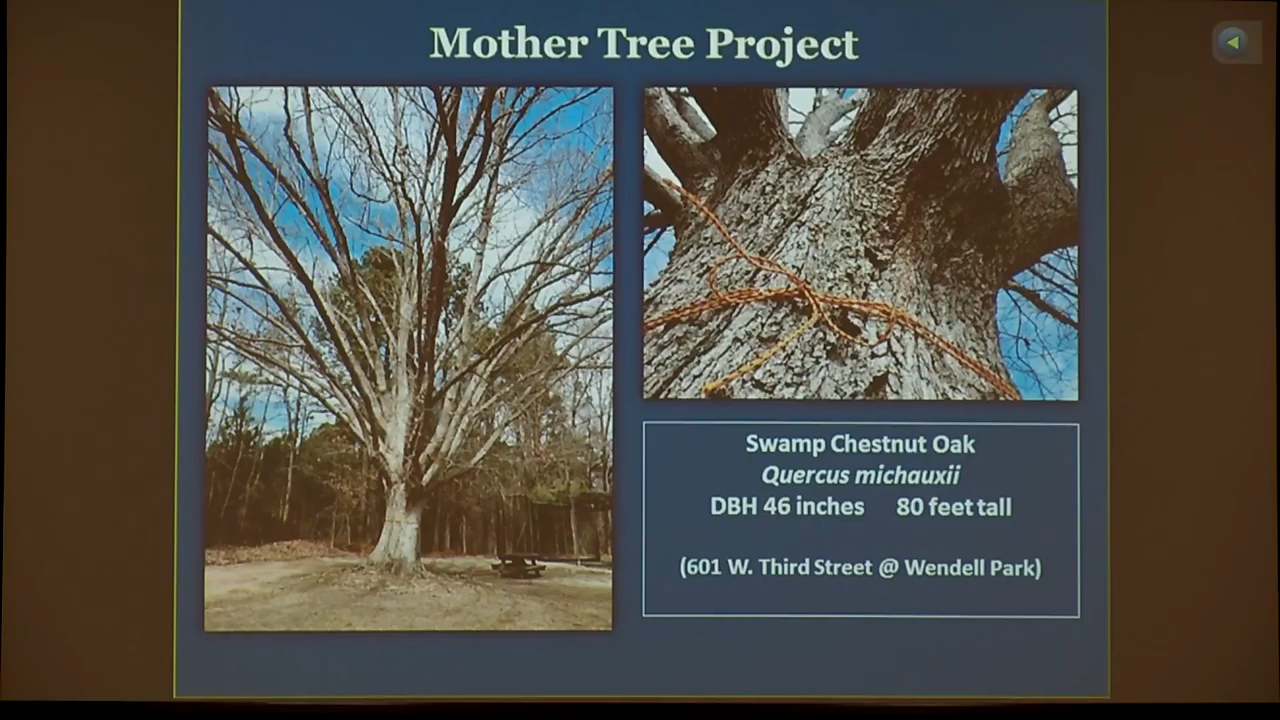 Mother Tree Project
Swamp Chestnut Oak
Quercus michauxii
DBH 46 inches 80 feet tall
(601 W. Third Street @ Wendell Park)